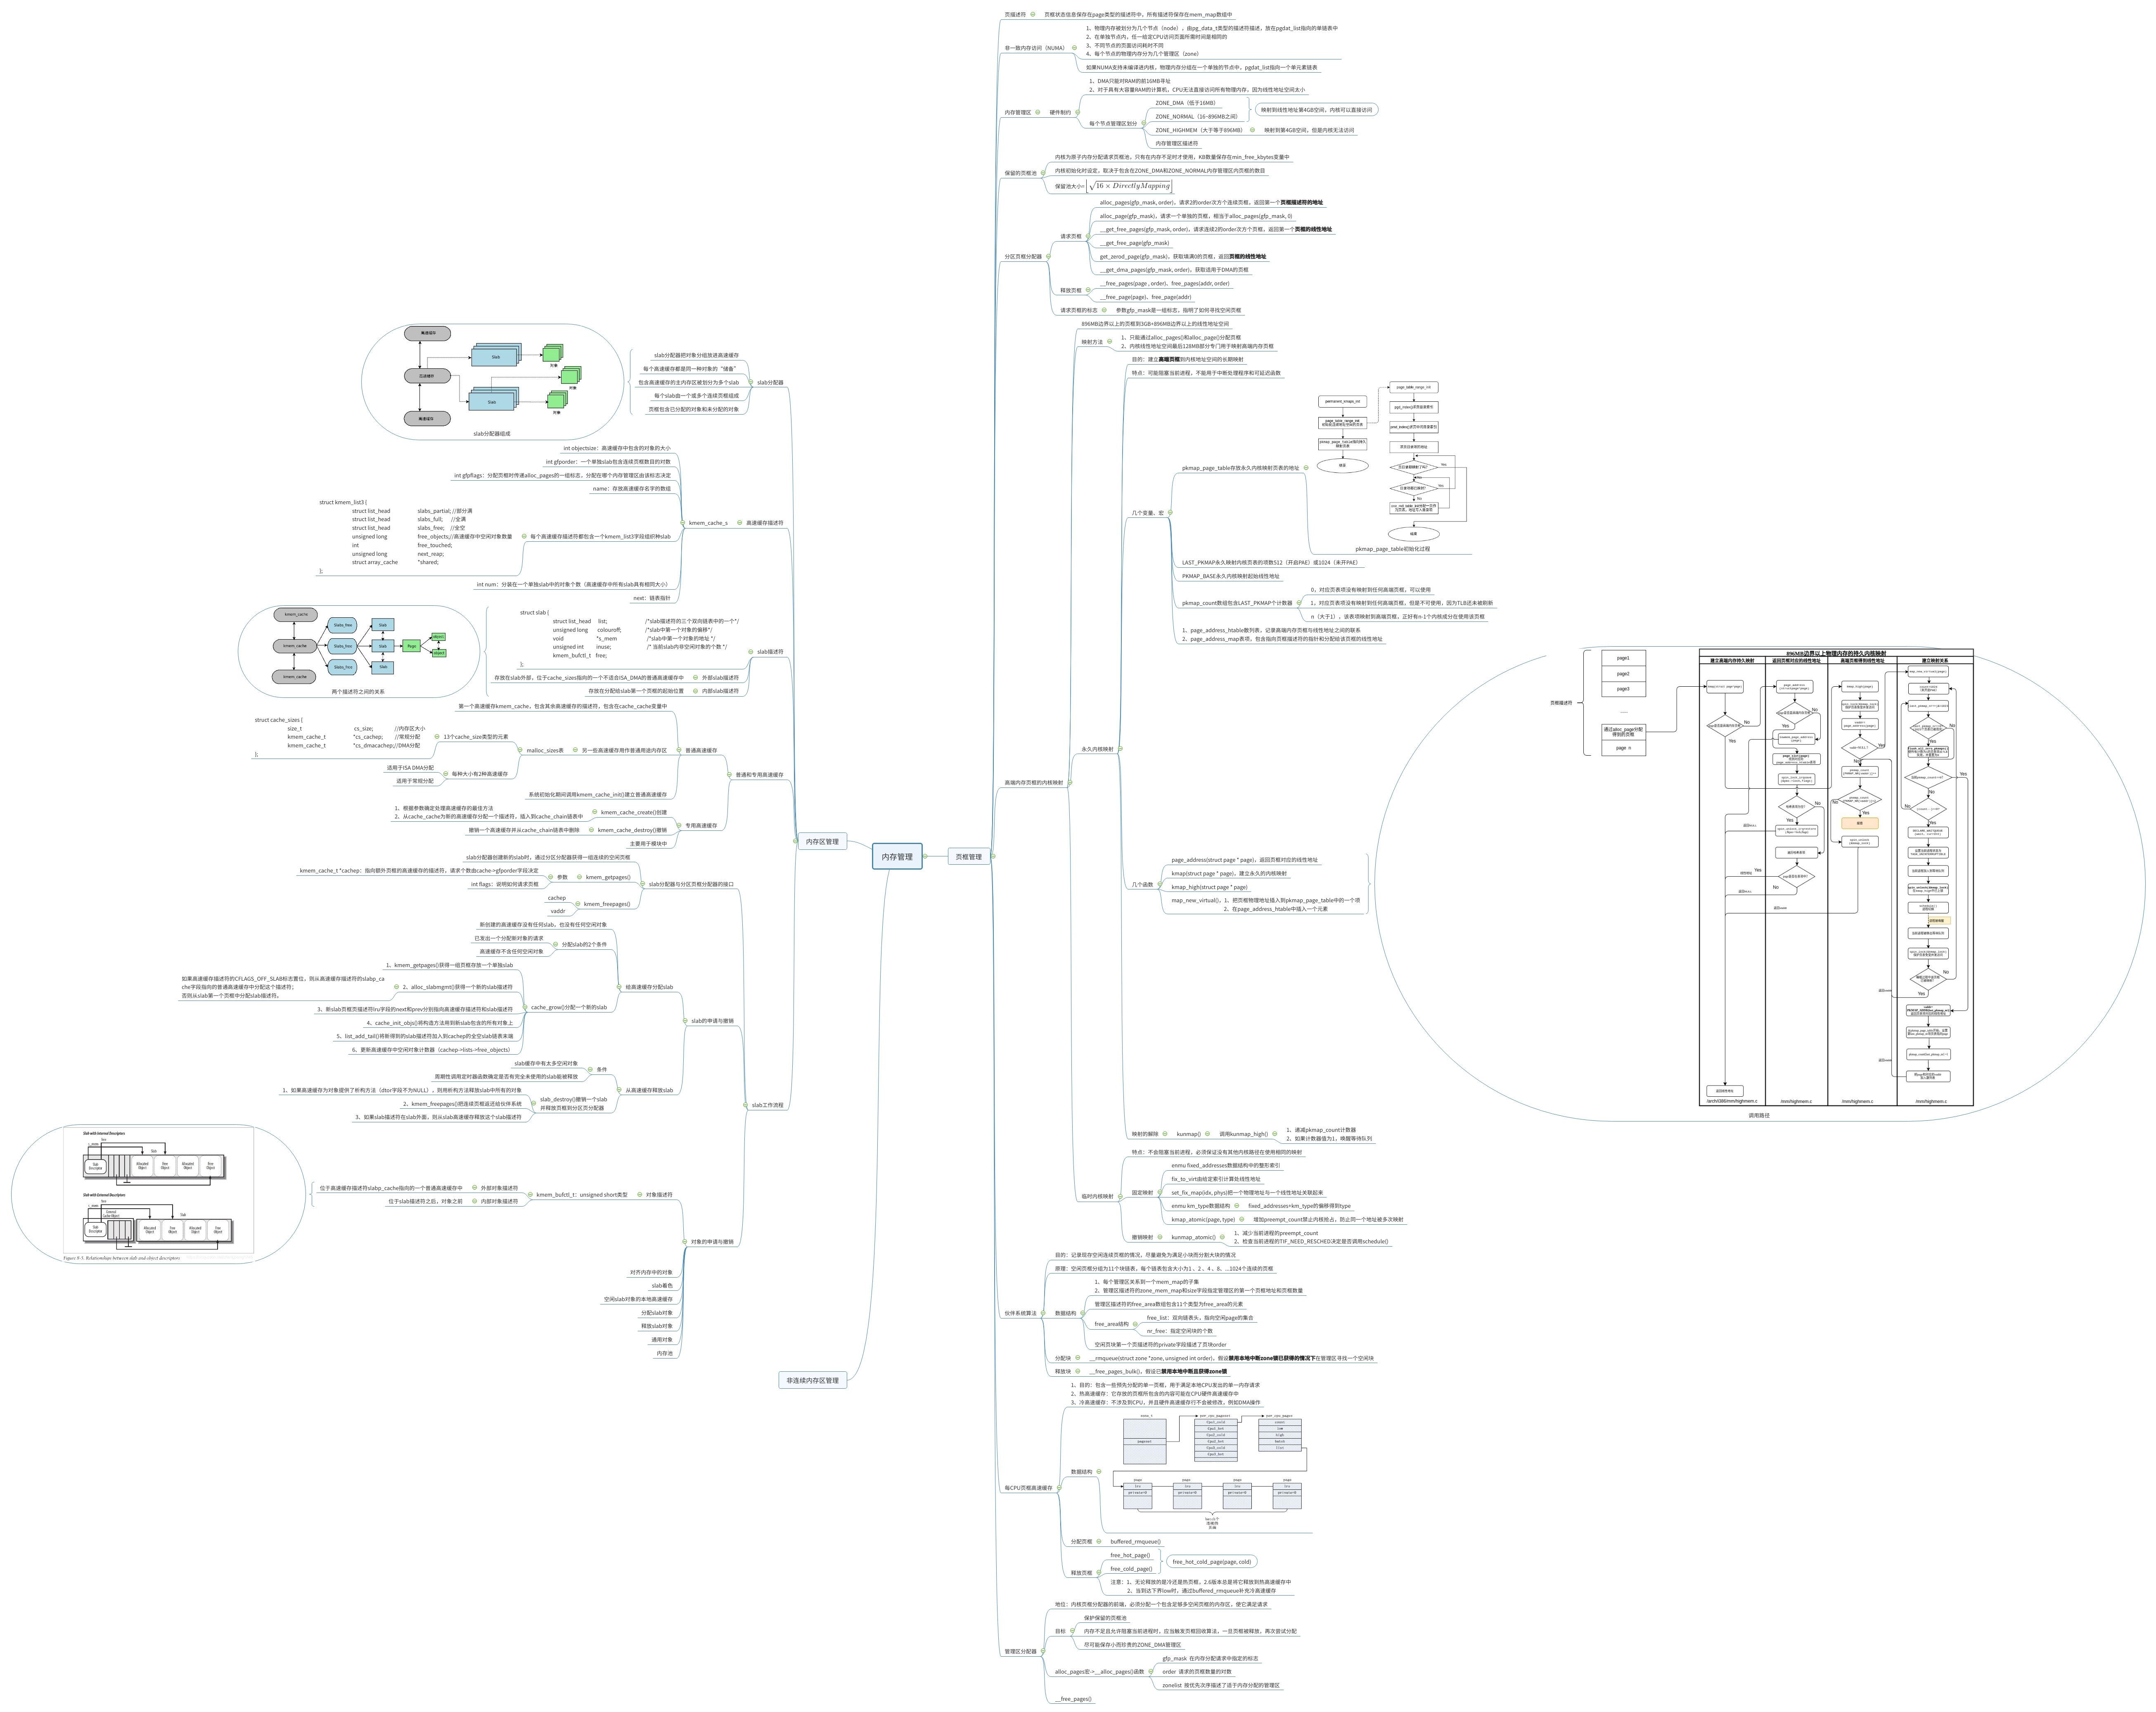 内存管理
页框管理
页描述符
页框状态信息保存在page类型的描述符中，所有描述符保存在mem_map数组中
非一致内存访问（NUMA）
1、物理内存被划分为几个节点（node），由pg_data_t类型的描述符描述，放在pgdat_list指向的单链表中
2、在单独节点内，任一给定CPU访问页面所需时间是相同的
3、不同节点的页面访问耗时不同
4、每个节点的物理内存分为几个管理区（zone）
如果NUMA支持未编译进内核，物理内存分组在一个单独的节点中，pgdat_list指向一个单元素链表
内存管理区
硬件制约
1、DMA只能对RAM的前16MB寻址
2、对于具有大容量RAM的计算机，CPU无法直接访问所有物理内存，因为线性地址空间太小
每个节点管理区划分
ZONE_DMA（低于16MB）
ZONE_NORMAL（16~896MB之间）
映射到线性地址第4GB空间，内核可以直接访问
ZONE_HIGHMEM（大于等于896MB）
映射到第4GB空间，但是内核无法访问
内存管理区描述符
保留的页框池
内核为原子内存分配请求页框池，只有在内存不足时才使用，KB数量保存在min_free_kbytes变量中
内核初始化时设定，取决于包含在ZONE_DMA和ZONE_NORMAL内存管理区内页框的数目
保留池大小= ⌊√16 × DirectlyMapping⌋
分区页框分配器
请求页框
alloc_pages(gfp_mask, order)，请求2的order次方个连续页框，返回第一个页框描述符的地址
alloc_page(gfp_mask)，请求一个单独的页框，相当于alloc_pages(gfp_mask, 0)
__get_free_pages(gfp_mask, order)，请求连续2的order次方个页框，返回第一个页框的线性地址
__get_free_page(gfp_mask)
get_zerod_page(gfp_mask)，获取填满0的页框，返回页框的线性地址
__get_dma_pages(gfp_mask, order)，获取适用于DMA的页框
释放页框
__free_pages(page , order)、free_pages(addr, order)
__free_page(page)、free_page(addr)
请求页框的标志
参数gfp_mask是一组标志，指明了如何寻找空闲页框
高端内存页框的内核映射
896MB边界以上的页框到3GB+896MB边界以上的线性地址空间
映射方法
1、只能通过alloc_pages()和alloc_page()分配页框
2、内核线性地址空间最后128MB部分专门用于映射高端内存页框
永久内核映射
目的：建立高端页框到内核地址空间的长期映射
特点：可能阻塞当前进程，不能用于中断处理程序和可延迟函数
几个变量、宏
pkmap_page_table存放永久内核映射页表的地址
permanent_kmaps_init
page_table_range_init
结束
pkmap_page_table初始化过程
LAST_PKMAP永久映射内核页表的项数512（开启PAE）或1024（未开PAE）
PKMAP_BASE永久内核映射起始线性地址
pkmap_count数组包含LAST_PKMAP个计数器
0，对应页表项没有映射到任何高端页框，可以使用
1，对应页表项没有映射到任何高端页框，但是不可使用，因为TLB还未被刷新
n（大于1），该表项映射到高端页框，正好有n-1个内核成分在使用该页框
1、page_address_htable散列表，记录高端内存页框与线性地址之间的联系
2、page_address_map表项，包含指向页框描述符的指针和分配给该页框的线性地址
几个函数
page_address(struct page * page)，返回页框对应的线性地址
kmap(struct page * page)，建立永久的内核映射
kmap_high(struct page * page)
map_new_virtual()，1、把页框物理地址插入到pkmap_page_table中的一个项
2、在page_address_htable中插入一个元素
页框描述符
page1
page2
page3
......
通过alloc_page分配得到的页框
page n
896MB边界以上物理内存的持久内核映射
建立高端内存持久映射
返回页框对应的线性地址
高端页框得到线性地址
建立映射关系
/arch/i386/mm/highmem.c
/mm/highmem.c
/mm/highmem.c
/mm/highmem.c
调用路径
映射的解除
kunmap()
调用kunmap_high()
1、递减pkmap_count计数器
2、如果计数器值为1，唤醒等待队列
临时内核映射
特点：不会阻塞当前进程，必须保证没有其他内核路径在使用相同的映射
固定映射
enmu fixed_addresses数据结构中的整形索引
fix_to_virt由给定索引计算处线性地址
set_fix_map(idx, phys)把一个物理地址与一个线性地址关联起来
enmu km_type数据结构
fixed_addresses+km_type的偏移得到type
kmap_atomic(page, type)
增加preempt_count禁止内核抢占，防止同一个地址被多次映射
撤销映射
kunmap_atomic()
1、减少当前进程的preempt_count
2、检查当前进程的TIF_NEED_RESCHED决定是否调用schedule()
伙伴系统算法
目的：记录现存空闲连续页框的情况，尽量避免为满足小块而分割大块的情况
原理：空闲页框分组为11个块链表，每个链表包含大小为1 、2 、4 、8、...1024个连续的页框
数据结构
1、每个管理区关系到一个mem_map的子集
2、管理区描述符的zone_mem_map和size字段指定管理区的第一个页框地址和页框数量
管理区描述符的free_area数组包含11个类型为free_area的元素
free_area结构
free_list：双向链表头，指向空闲page的集合
nr_free：指定空闲块的个数
空闲页块第一个页描述符的private字段描述了页块order
分配块
__rmqueue(struct zone *zone, unsigned int order)，假设禁用本地中断zone锁已获得的情况下在管理区寻找一个空闲块
释放块
__free_pages_bulk()，假设已禁用本地中断且获得zone锁
每CPU页框高速缓存
1、目的：包含一些预先分配的单一页框，用于满足本地CPU发出的单一内存请求
2、热高速缓存：它存放的页框所包含的内容可能在CPU硬件高速缓存中
3、冷高速缓存：不涉及到CPU，并且硬件高速缓存行不会被修改，例如DMA操作
数据结构
分配页框
buffered_rmqueue()
释放页框
free_hot_page()
free_cold_page()
free_hot_cold_page(page, cold)
注意：1、无论释放的是冷还是热页框，2.6版本总是将它释放到热高速缓存中
2、当到达下界low时，通过buffered_rmqueue补充冷高速缓存
管理区分配器
地位：内核页框分配器的前端，必须分配一个包含足够多空闲页框的内存区，使它满足请求
目标
保护保留的页框池
内存不足且允许阻塞当前进程时，应当触发页框回收算法，一旦页框被释放，再次尝试分配
尽可能保存小而珍贵的ZONE_DMA管理区
alloc_pages宏->__alloc_pages()函数
gfp_mask 在内存分配请求中指定的标志
order 请求的页框数量的对数
zonelist 按优先次序描述了适于内存分配的管理区
__free_pages()
内存区管理
slab分配器
slab分配器把对象分组放进高速缓存
每个高速缓存都是同一种对象的“储备”
包含高速缓存的主内存区被划分为多个slab
每个slab由一个或多个连续页框组成
页框包含已分配的对象和未分配的对象
高速缓存
高速缓存
高速缓存
Slab
Slab
对象
对象
对象
slab分配器组成
高速缓存描述符
kmem_cache_s
int objectsize：高速缓存中包含的对象的大小
int gfporder：一个单独slab包含连续页框数目的对数
int gfpflags：分配页框时传递alloc_pages的一组标志，分配在哪个内存管理区由该标志决定
name：存放高速缓存名字的数组
每个高速缓存描述符都包含一个kmem_list3字段组织种slab
struct kmem_list3 {
struct list_head slabs_partial; //部分满
struct list_head slabs_full; //全满
struct list_head slabs_free; //全空
unsigned long free_objects;//高速缓存中空闲对象数量
int free_touched;
unsigned long next_reap;
struct array_cache *shared;
};
int num：分装在一个单独slab中的对象个数（高速缓存中所有slab具有相同大小）
next：链表指针
slab描述符
struct slab {
struct list_head list; /*slab描述符的三个双向链表中的一个*/
unsigned long colouroff; /*slab中第一个对象的偏移*/
void *s_mem /*slab中第一个对象的地址 */
unsigned int inuse; /* 当前slab内非空闲对象的个数 */
kmem_bufctl_t free;
};
外部slab描述符
存放在slab外部，位于cache_sizes指向的一个不适合ISA_DMA的普通高速缓存中
内部slab描述符
存放在分配给slab第一个页框的起始位置
kmem_cache
kmem_cache
kmem_cache
Slabs_free
Slabs_free
Slabs_free
Slab
Slab
Slab
Page
object
object
两个描述符之间的关系
普通和专用高速缓存
普通高速缓存
第一个高速缓存kmem_cache，包含其余高速缓存的描述符，包含在cache_cache变量中
另一些高速缓存用作普通用途内存区
malloc_sizes表
13个cache_size类型的元素
struct cache_sizes {
size_t cs_size; //内存区大小
kmem_cache_t *cs_cachep; //常规分配
kmem_cache_t *cs_dmacachep;//DMA分配
};
每种大小有2种高速缓存
适用于ISA DMA分配
适用于常规分配
系统初始化期间调用kmem_cache_init()建立普通高速缓存
专用高速缓存
kmem_cache_create()创建
1、根据参数确定处理高速缓存的最佳方法
2、从cache_cache为新的高速缓存分配一个描述符，插入到cache_chain链表中
kmem_cache_destroy()撤销
撤销一个高速缓存并从cache_chain链表中删除
主要用于模块中
slab工作流程
slab分配器与分区页框分配器的接口
slab分配器创建新的slab时，通过分区分配器获得一组连续的空闲页框
kmem_getpages()
参数
kmem_cache_t *cachep：指向额外页框的高速缓存的描述符，请求个数由cache->gfporder字段决定
int flags：说明如何请求页框
kmem_freepages()
cachep
vaddr
slab的申请与撤销
给高速缓存分配slab
新创建的高速缓存没有任何slab，也没有任何空闲对象
分配slab的2个条件
已发出一个分配新对象的请求
高速缓存不含任何空闲对象
cache_grow()分配一个新的slab
1、kmem_getpages()获得一组页框存放一个单独slab
2、alloc_slabmgmt()获得一个新的slab描述符
如果高速缓存描述符的CFLAGS_OFF_SLAB标志置位，则从高速缓存描述符的slabp_ca
che字段指向的普通高速缓存中分配这个描述符；
否则从slab第一个页框中分配slab描述符。
3、新slab页框页描述符lru字段的next和prev分别指向高速缓存描述符和slab描述符
4、cache_init_objs()将构造方法用到新slab包含的所有对象上
5、list_add_tail()将新得到的slab描述符加入到cachep的全空slab链表末端
6、更新高速缓存中空闲对象计数器（cachep->lists->free_objects）
从高速缓存释放slab
条件
slab缓存中有太多空闲对象
周期性调用定时器函数确定是否有完全未使用的slab能被释放
slab_destroy()撤销一个slab
并释放页框到分区页分配器
1、如果高速缓存为对象提供了析构方法（dtor字段不为NULL），则用析构方法释放slab中所有的对象
2、kmem_freepages()把连续页框返还给伙伴系统
3、如果slab描述符在slab外面，则从slab高速缓存释放这个slab描述符
对象的申请与撤销
对象描述符
kmem_bufctl_t：unsigned short类型
外部对象描述符
位于高速缓存描述符slabp_cache指向的一个普通高速缓存中
内部对象描述符
位于slab描述符之后，对象之前
Slab with Internal Descriptors
Slab with External Descriptors
Figure 8-5. Relationships between slab and object descriptors
对齐内存中的对象
slab着色
空闲slab对象的本地高速缓存
分配slab对象
释放slab对象
通用对象
内存池
非连续内存区管理